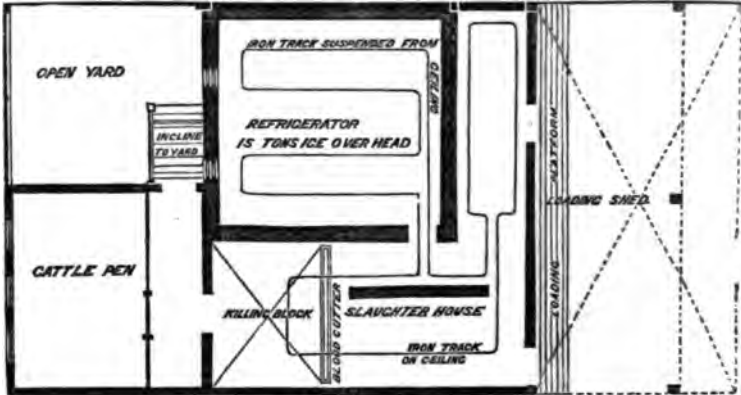 OPEN YARD
INCLINE
TO YARD
CATTLE PEN
IRON TRACK SUSPENDED FROM
CEILING
REFRIGERATOR
IS TONS ICE OVER HEAD
KILLING BLOCK
BLOOD CUTTER
SLAUGHTER HOUSE
IRON TRACK
ON CEILING
LOADING PLATFORM
LOADING SHED.